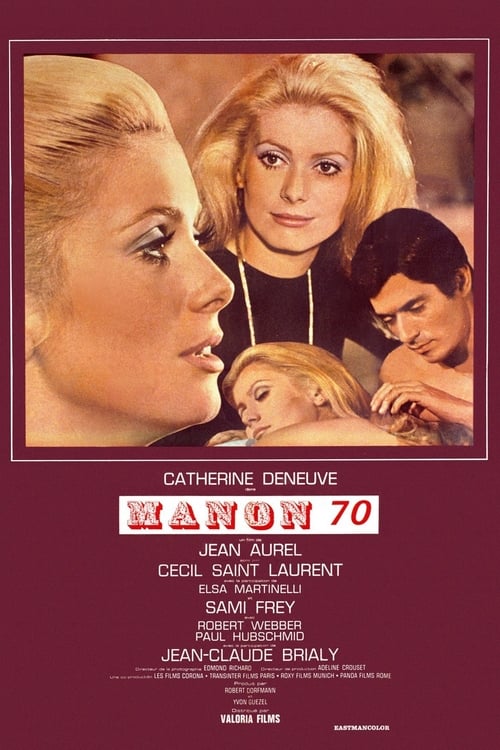 CATHERINE DENEUVE
dans
MANON 70
un film de
JEAN AUREL
CECIL SAINT LAURENT
avec la participation de
ELSA MARTINELLI
et
SAMI FREY
avec
ROBERT WEBBER
PAUL HUBSCHMID
avec la participation de
JEAN-CLAUDE BRIALY
Directeur de la photographie EDMOND RICHARD Directeur de production ADELINE CROUSET
Une co-production LES FILMS CORONA • TRANSINTER FILMS PARIS • ROXY FILMS MUNICH • PANDA FILMS ROME
Produit par
ROBERT DORFMANN
et
YVON GUEZEL
Distribué par
VALORIA FILMS
EASTMANCOLOR